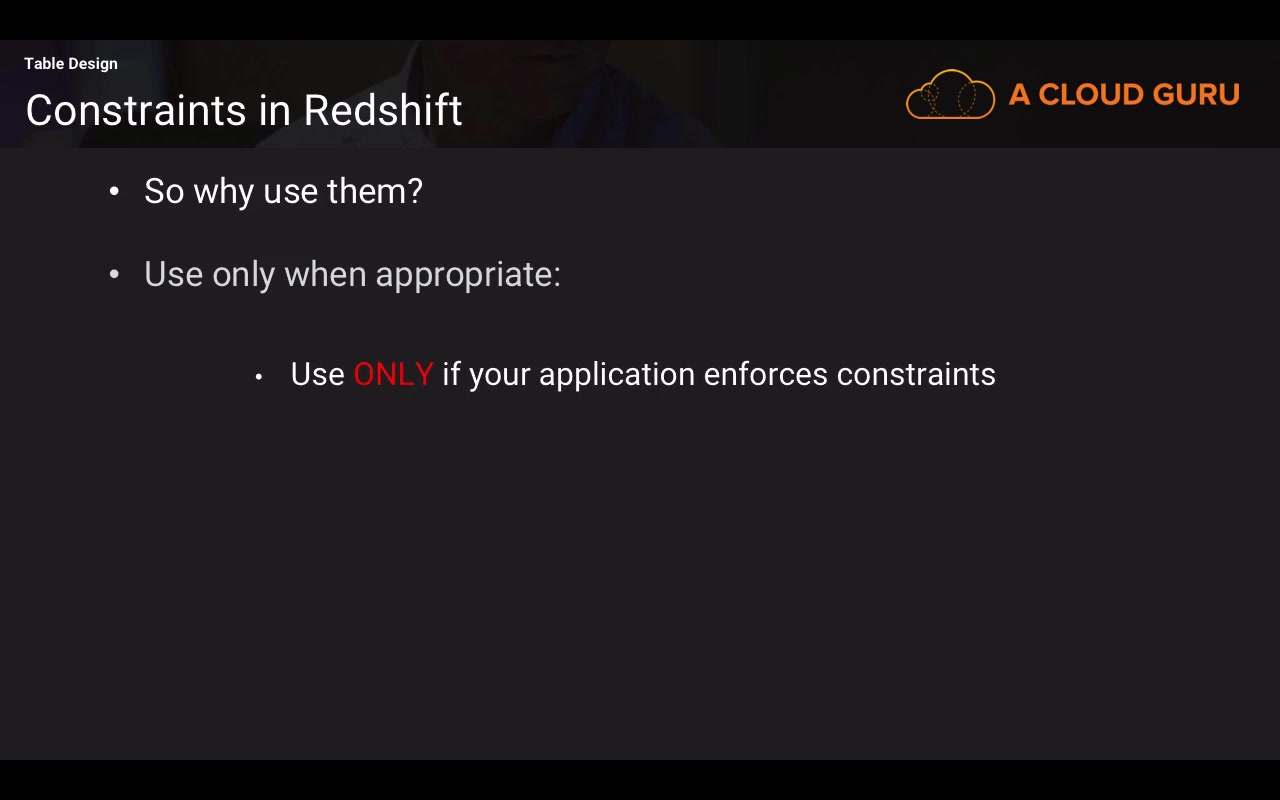 Table Design
Constraints in Redshift
A CLOUD GURU
• So why use them?
• Use only when appropriate:
• Use ONLY if your application enforces constraints